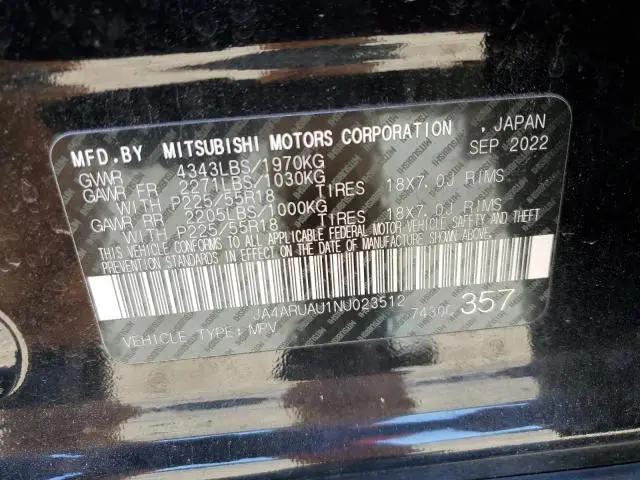 MFD. BY MITSUBISHI MOTORS CORPORATION , JAPAN
GVWR 4343LBS/1970KG SEP 2022
GAWR FR 2271LBS/1030KG
WITH P225/55R18 TIRES 18X7.0J RIMS
GAWR RR 2205LBS/1000KG
WITH P225/55R18 TIRES 18X7.0J RIMS
THIS VEHICLE CONFORMS TO ALL APPLICABLE FEDERAL MOTOR VEHICLE SAFETY AND THEFT
PREVENTION STANDARDS IN EFFECT ON THE DATE OF MANUFACTURE SHOWN ABOVE.
JA4ARUAU1NU023512
VEHICLE TYPE: MPV 357